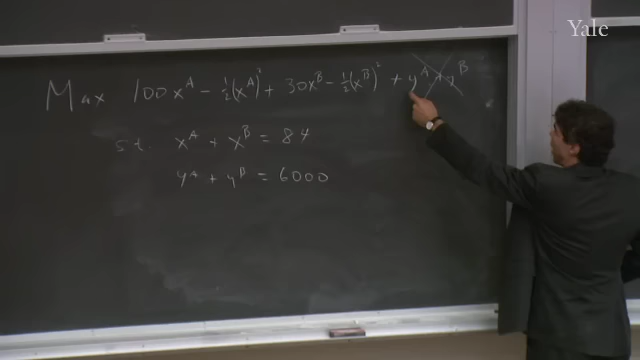 Yale
Max 100x^A - ½(x^A)² + 30x^B - ½(x^B)² + y^A + y^B
s.t. x^A + x^B = 84
y^A + y^B = 6000